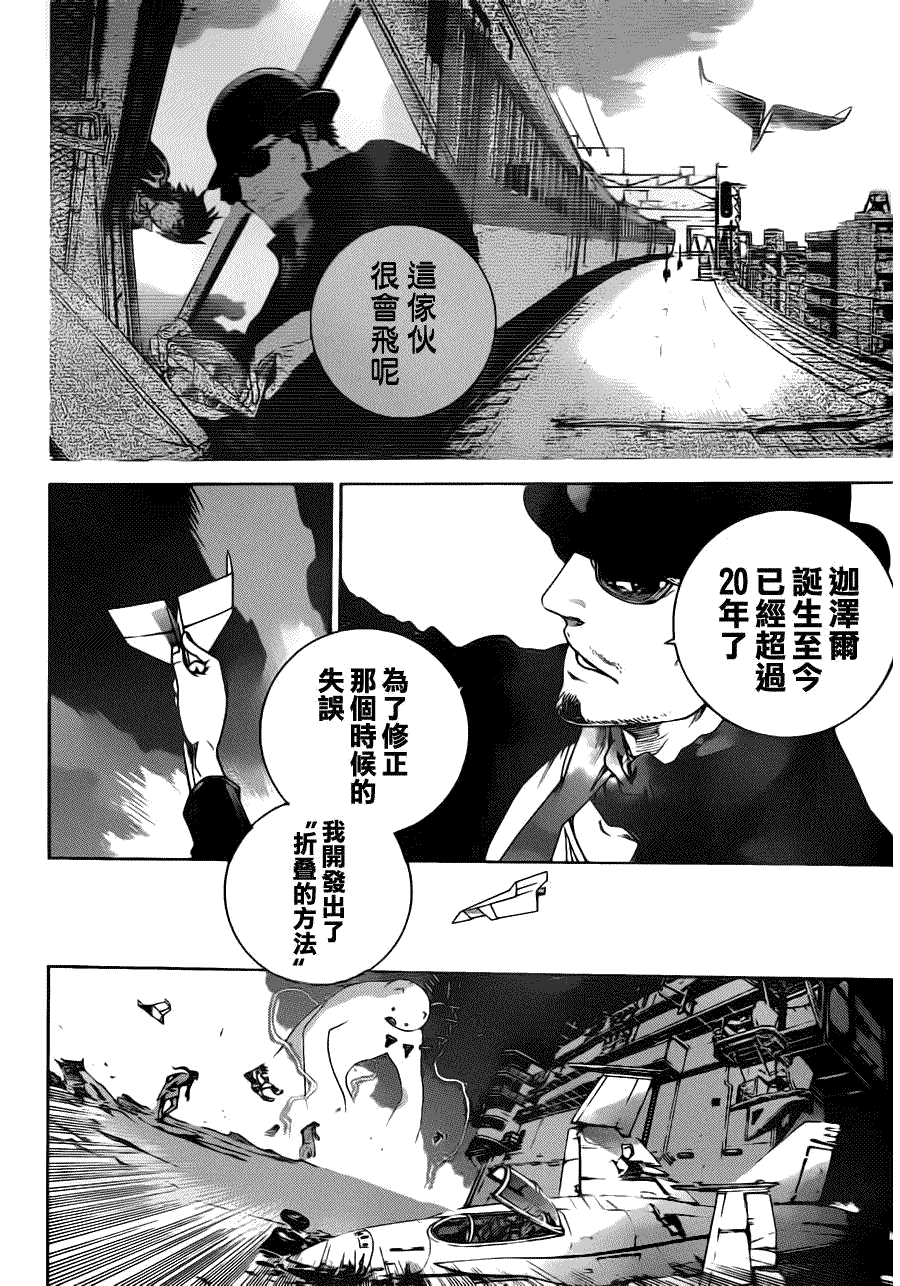 這傢伙
很會飛呢
迦澤爾
誕生至今
已經超過
20年了
為了修正
那個時候的
失誤
我開發出了
"折疊的方法"